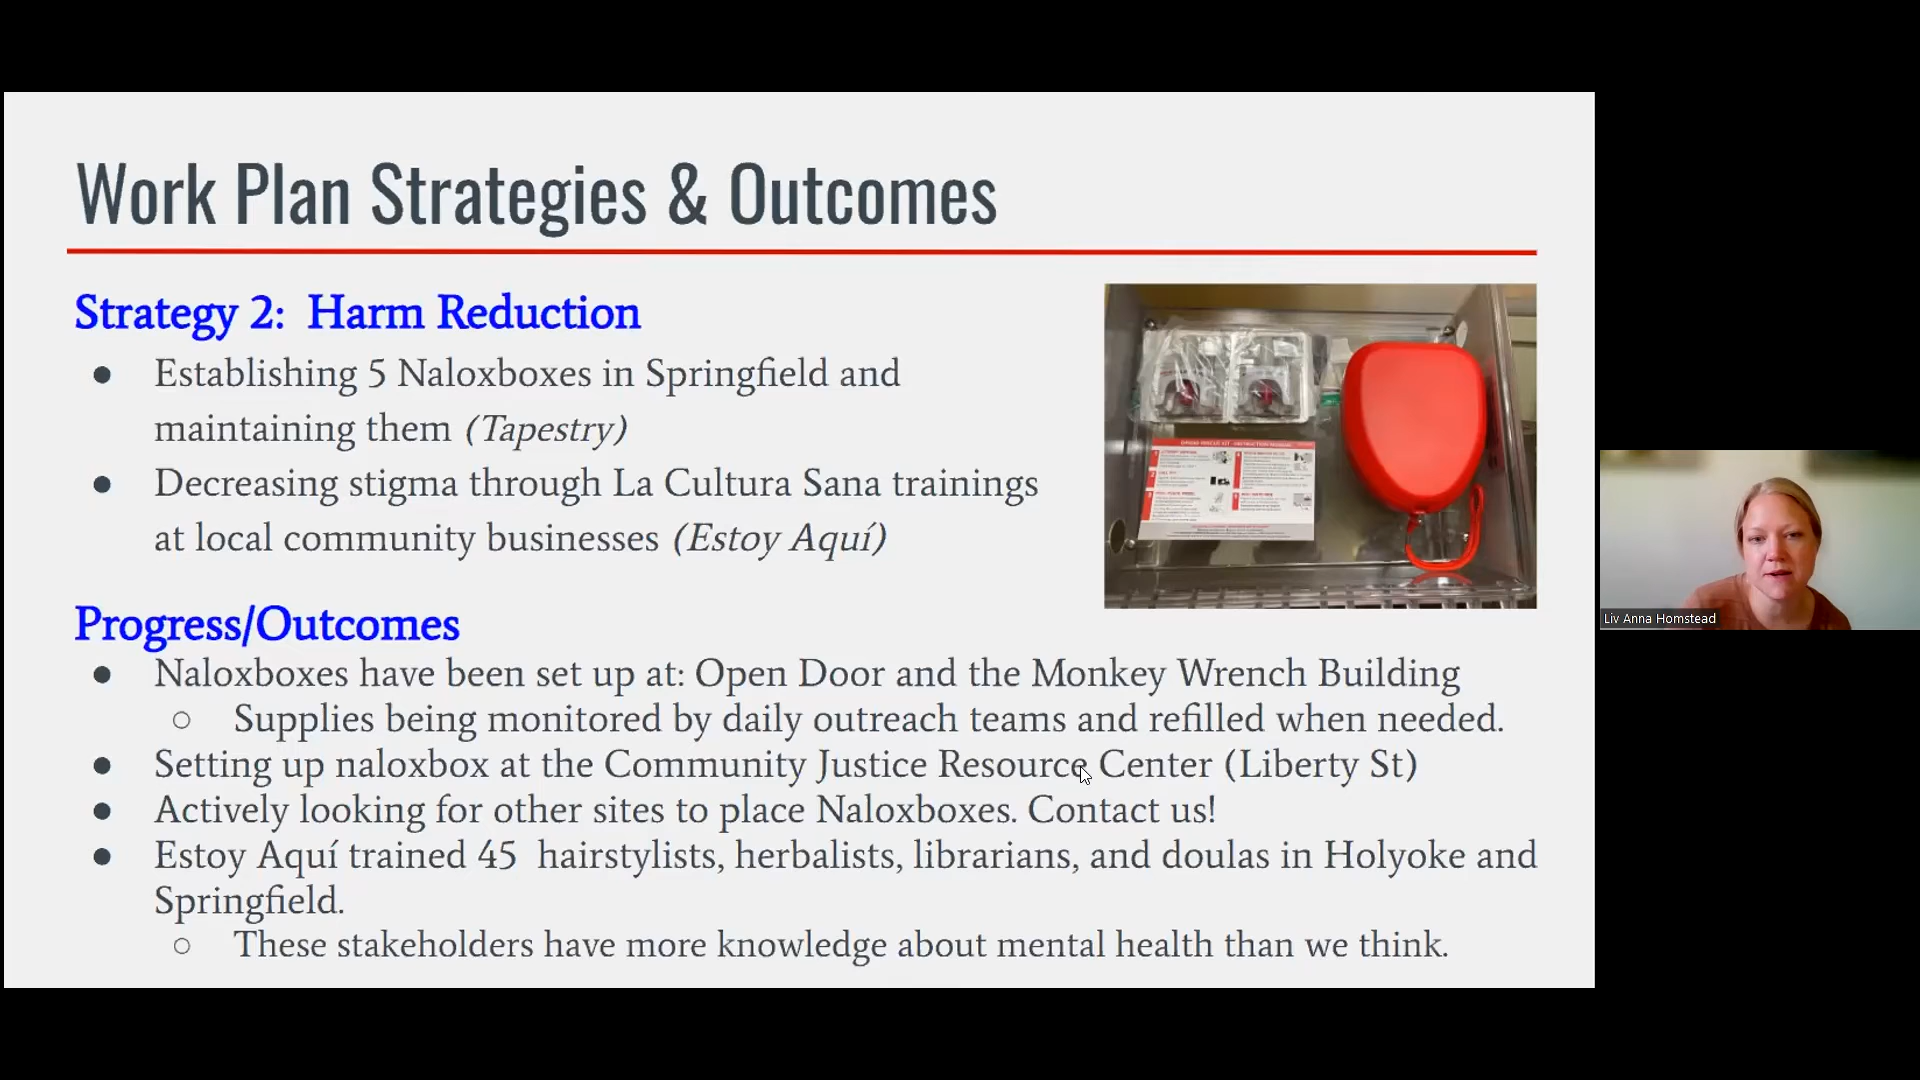 Work Plan Strategies & Outcomes
Strategy 2:  Harm Reduction
● Establishing 5 Naloxboxes in Springfield and
maintaining them (Tapestry)
● Decreasing stigma through La Cultura Sana trainings
at local community businesses (Estoy Aquí)
Progress/Outcomes
● Naloxboxes have been set up at: Open Door and the Monkey Wrench Building
○ Supplies being monitored by daily outreach teams and refilled when needed.
● Setting up naloxbox at the Community Justice Resource Center (Liberty St)
● Actively looking for other sites to place Naloxboxes. Contact us!
● Estoy Aquí trained 45  hairstylists, herbalists, librarians, and doulas in Holyoke and
Springfield.
○ These stakeholders have more knowledge about mental health than we think.
Liv Anna Homstead